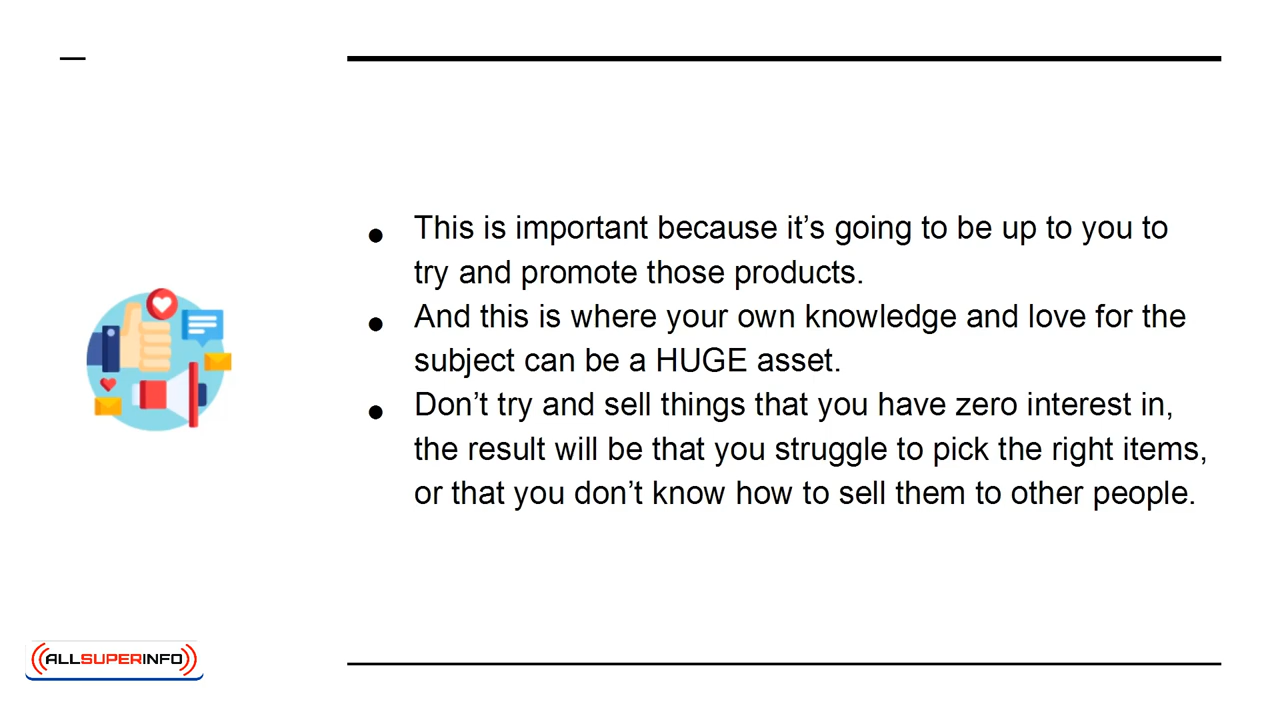 ● This is important because it’s going to be up to you to
try and promote those products.
● And this is where your own knowledge and love for the
subject can be a HUGE asset.
● Don’t try and sell things that you have zero interest in,
the result will be that you struggle to pick the right items,
or that you don’t know how to sell them to other people.
ALLSUPERINFO